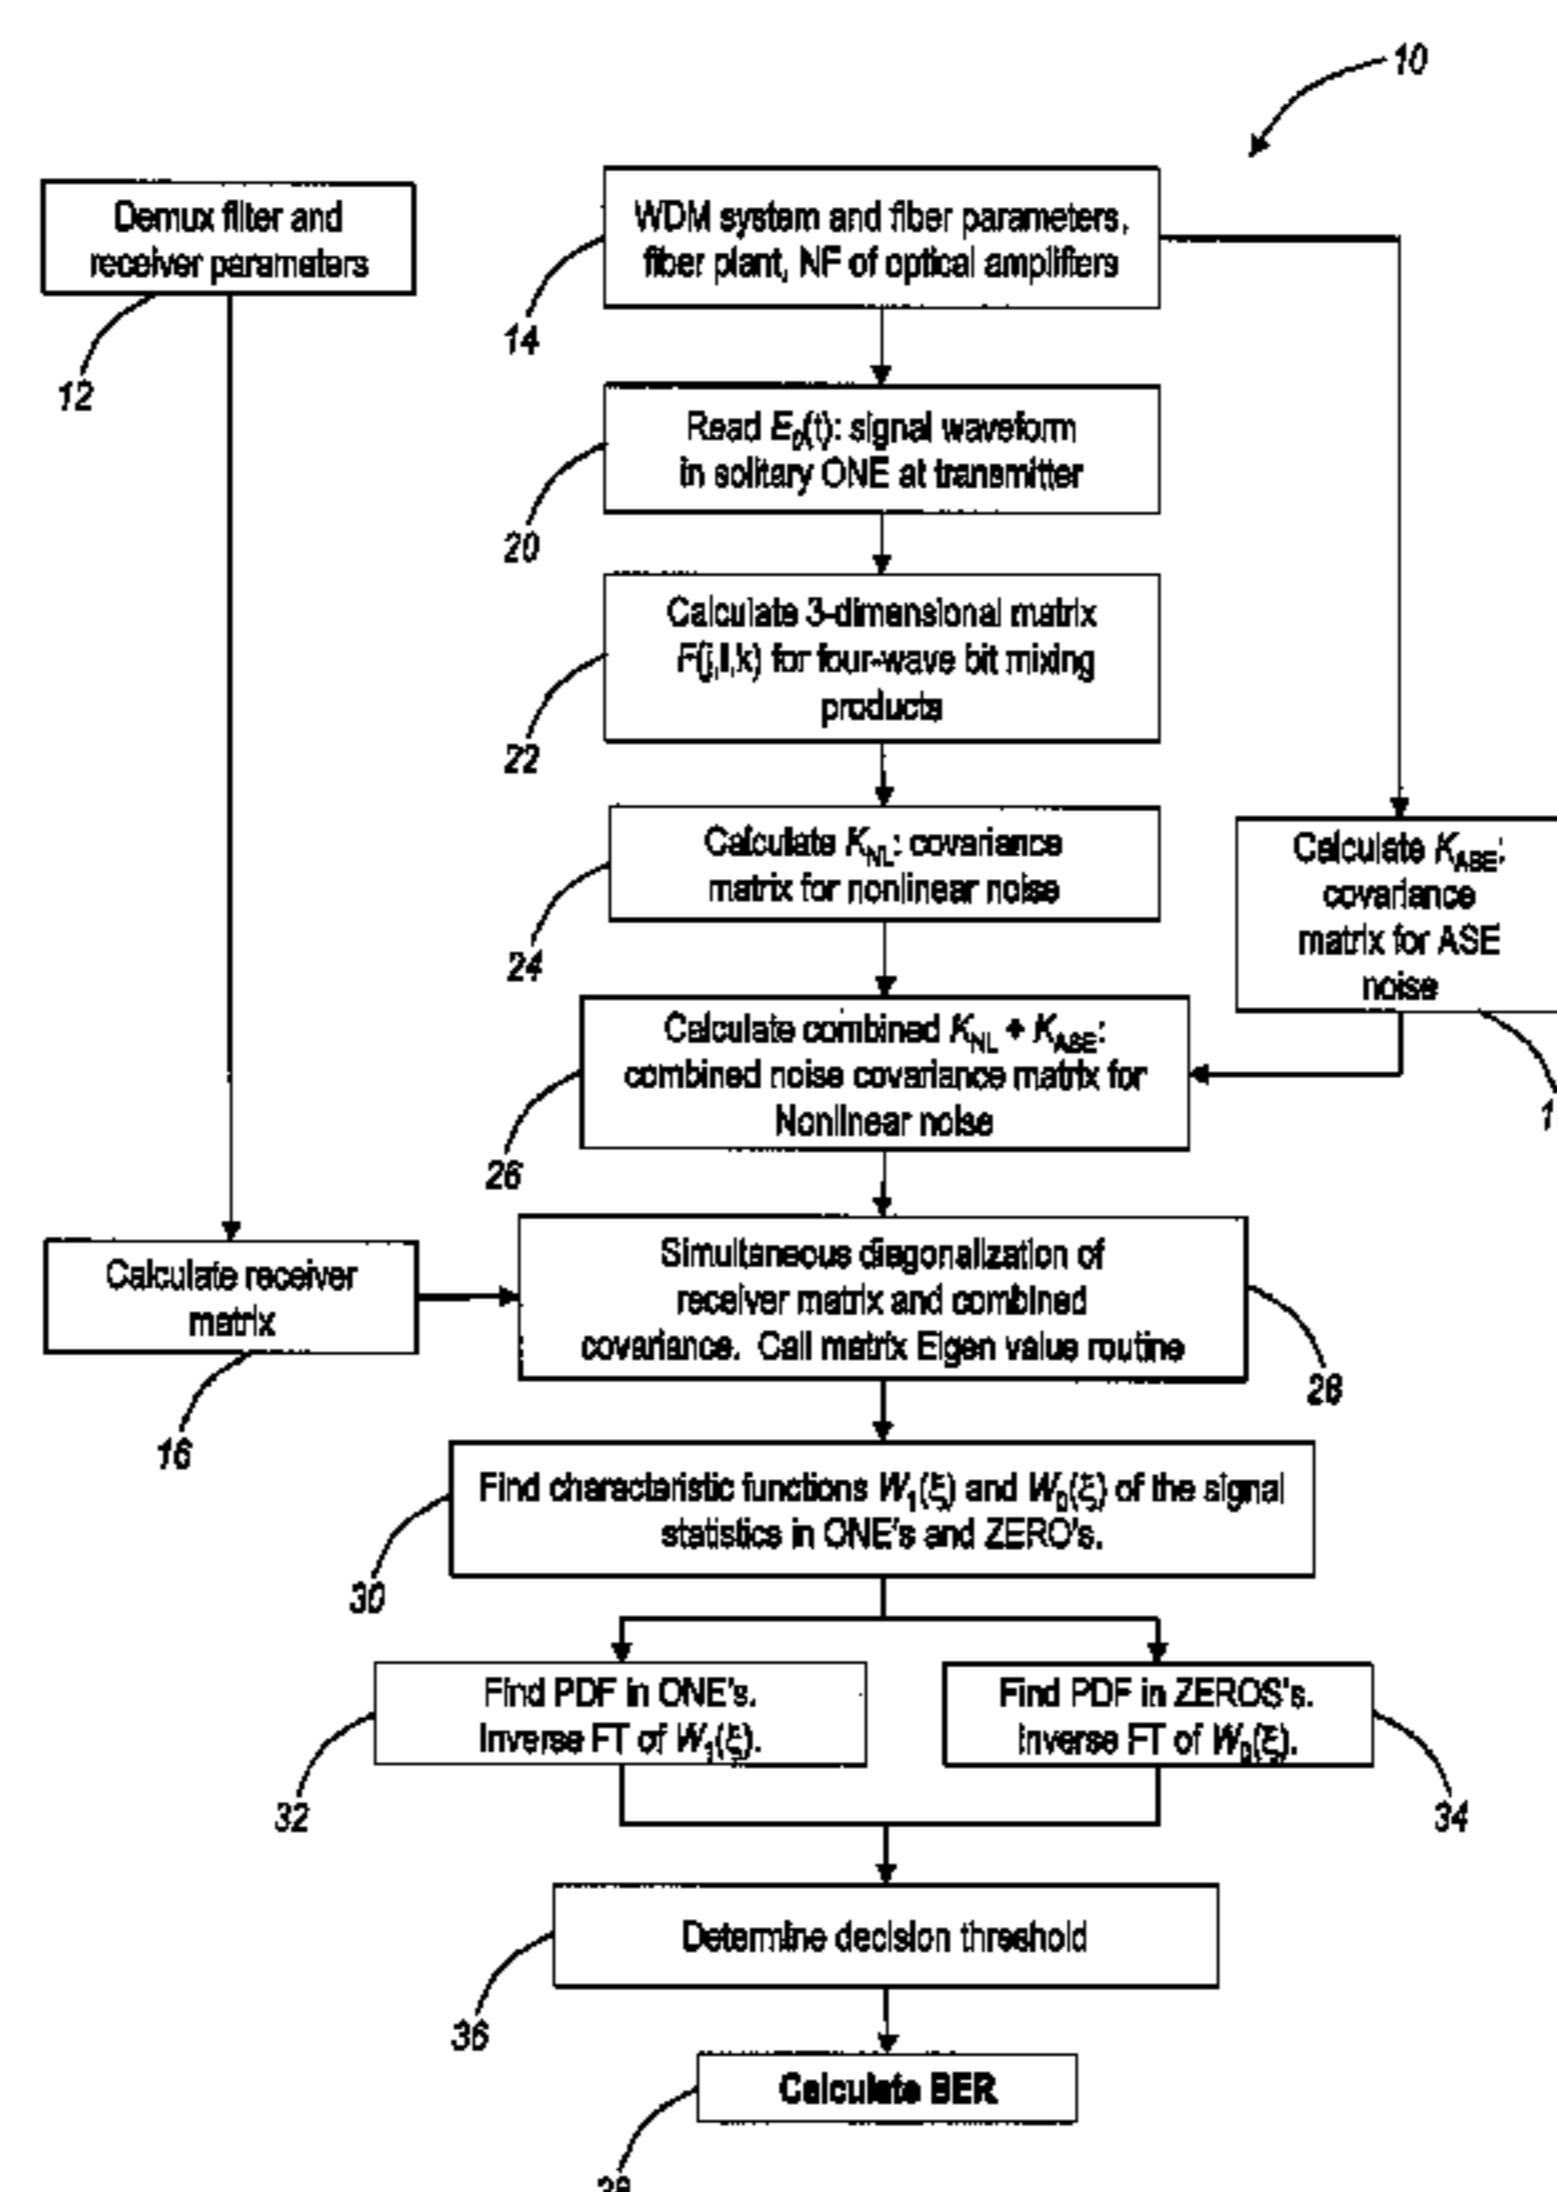 10
Demux filter and
receiver parameters
12
WDM system and fiber parameters,
fiber plant, NF of optical amplifiers
14
Read E₀(t): signal waveform
in solitary ONE at transmitter
20
Calculate 3-dimensional matrix
F(j,l,k) for four-wave bit mixing
products
22
Calculate K_NL: covariance
matrix for nonlinear noise
24
Calculate K_ASE:
covariance
matrix for ASE
noise
Calculate combined K_NL + K_ASE:
combined noise covariance matrix for
Nonlinear noise
26
Calculate receiver
matrix
16
Simultaneous diagonalization of
receiver matrix and combined
covariance. Call matrix Eigen value routine
28
Find characteristic functions W₁(ξ) and W₀(ξ) of the signal
statistics in ONE's and ZERO's.
30
Find PDF in ONE's.
Inverse FT of W₁(ξ).
32
Find PDF in ZEROS's.
Inverse FT of W₀(ξ).
34
Determine decision threshold
36
Calculate BER
38